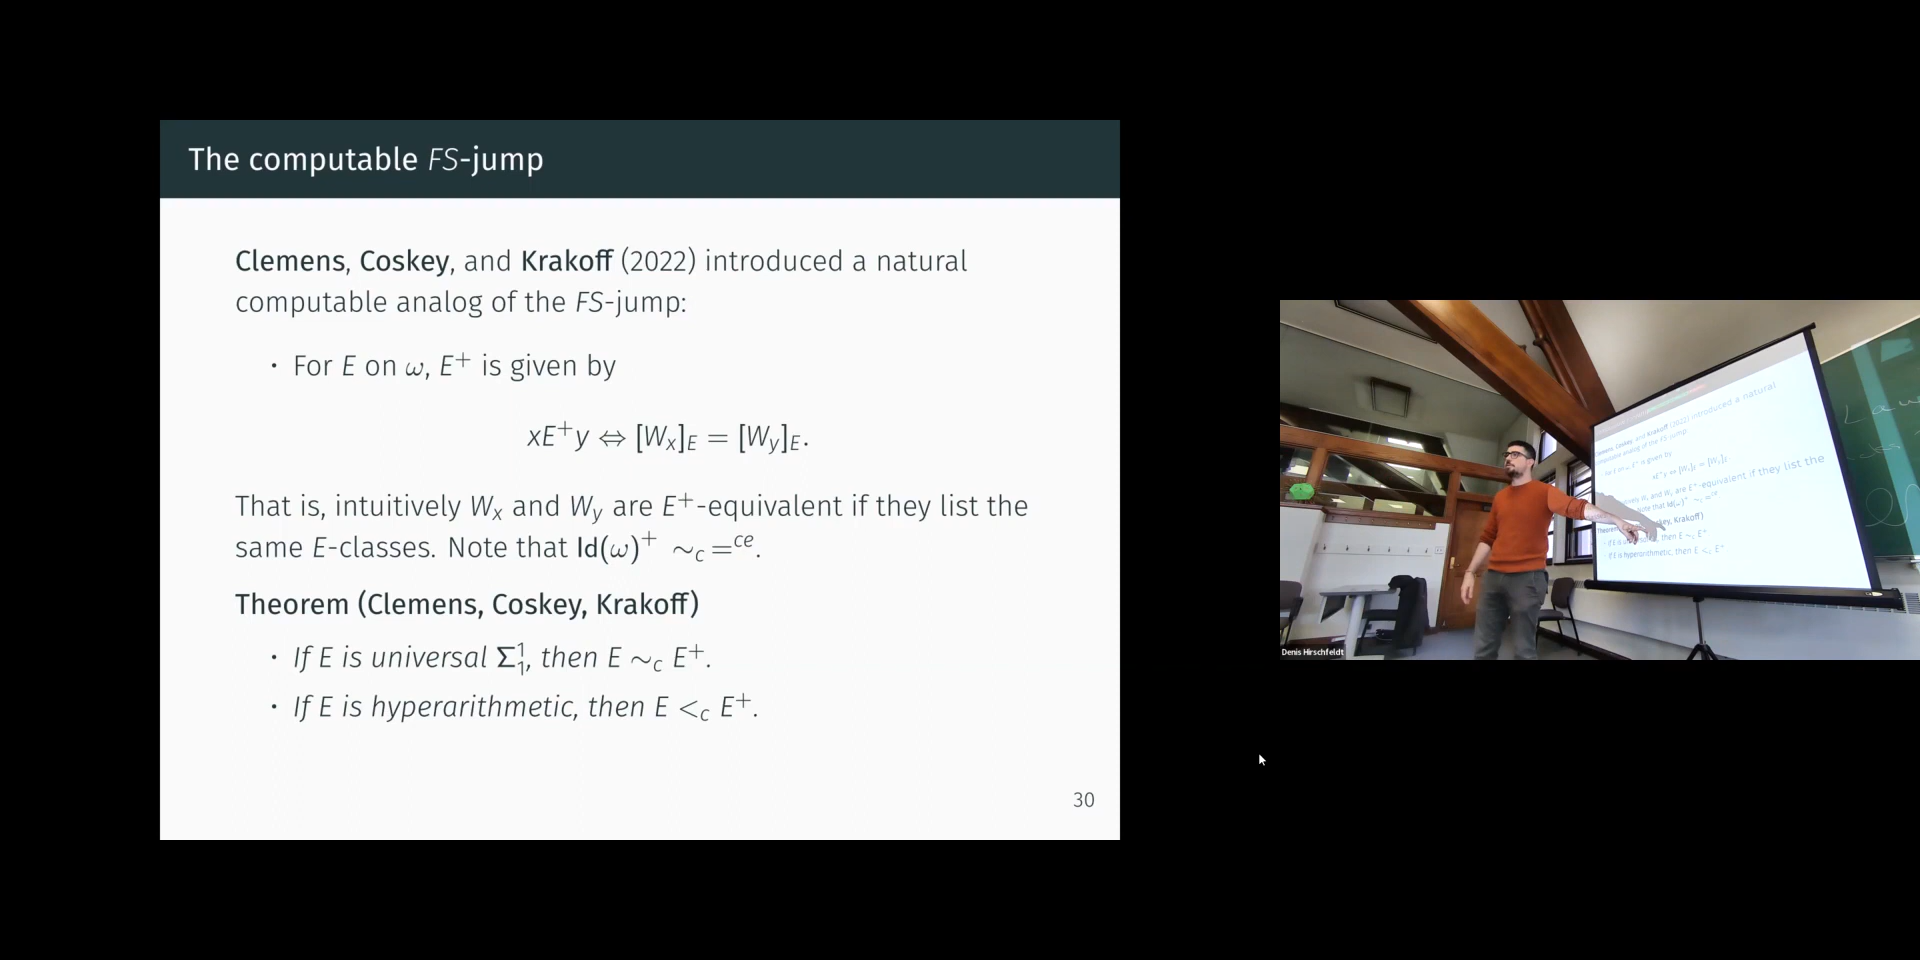 The computable FS-jump
Clemens, Coskey, and Krakoff (2022) introduced a natural
computable analog of the FS-jump:
• For E on ω, E⁺ is given by
xE⁺y ⇔ [Wₓ]_E = [W_y]_E.
That is, intuitively Wₓ and W_y are E⁺-equivalent if they list the
same E-classes. Note that Id(ω)⁺ ∼_c =^ce.
Theorem (Clemens, Coskey, Krakoff)
• If E is universal Σ¹₁, then E ∼_c E⁺.
• If E is hyperarithmetic, then E <_c E⁺.
30
Denis Hirschfeldt